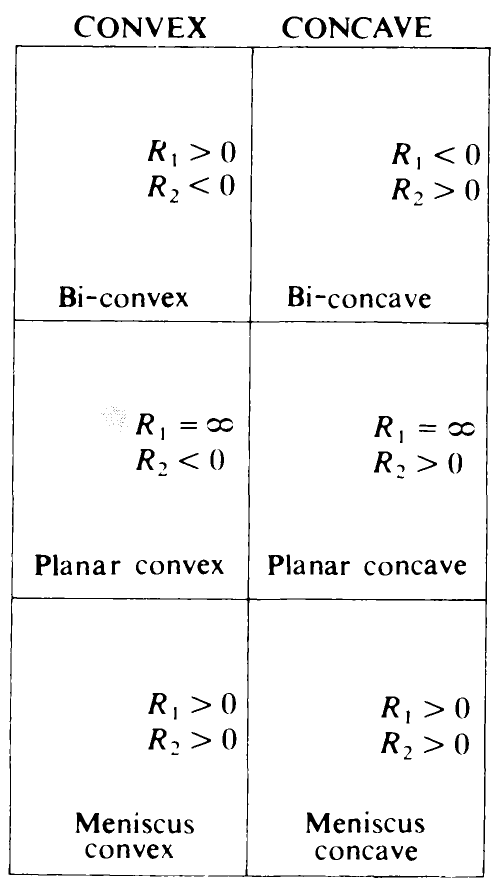 CONVEX CONCAVE
R₁ > 0
R₂ < 0
Bi-convex
R₁ < 0
R₂ > 0
Bi-concave
R₁ = ∞
R₂ < 0
Planar convex
R₁ = ∞
R₂ > 0
Planar concave
R₁ > 0
R₂ > 0
Meniscus
convex
R₁ > 0
R₂ > 0
Meniscus
concave